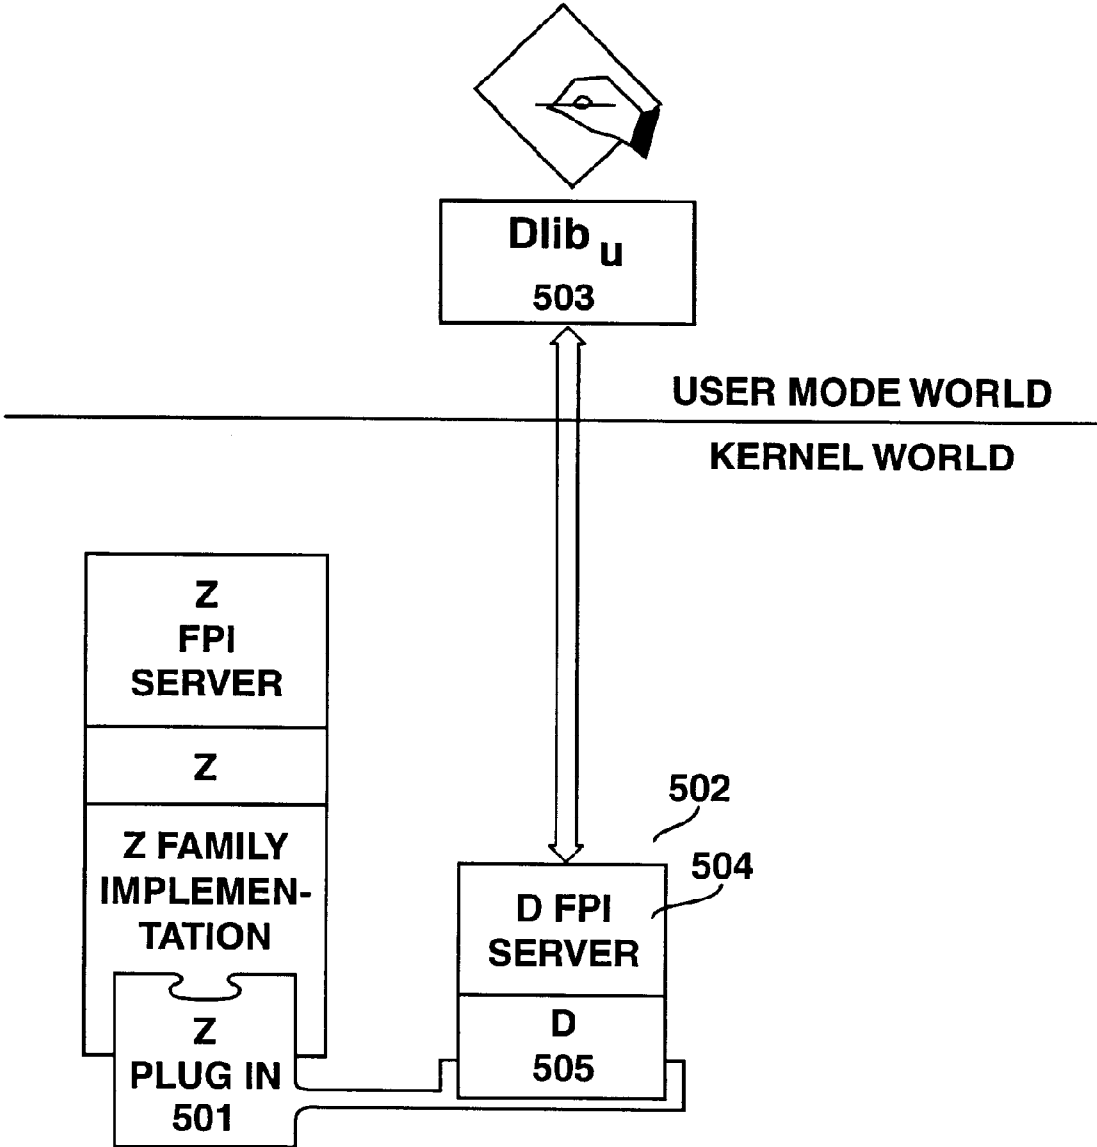 Dlib u
503
USER MODE WORLD
KERNEL WORLD
Z
FPI
SERVER
Z
Z FAMILY
IMPLEMEN-
TATION
Z
PLUG IN
501
502
504
D FPI
SERVER
D
505